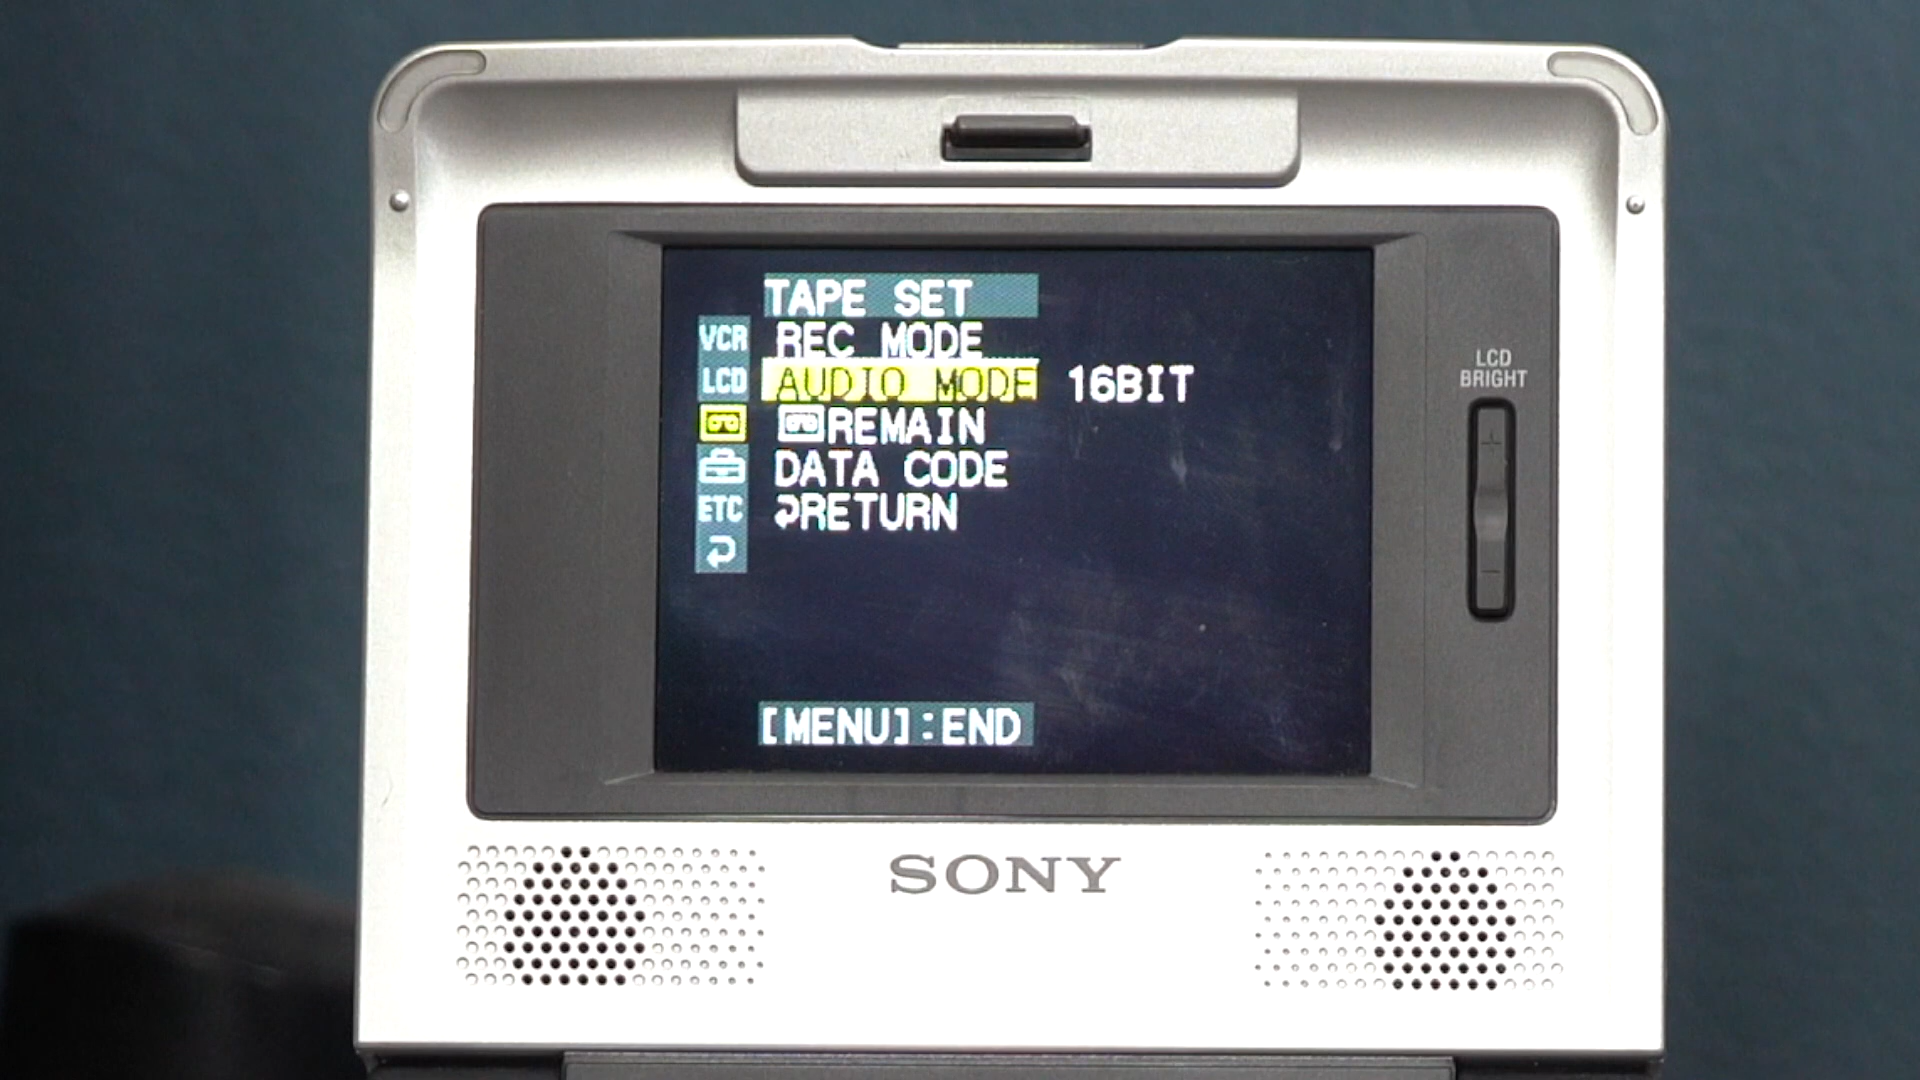 TAPE SET
VCR REC MODE
LCD AUDIO MODE 16BIT
REMAIN
DATA CODE
ETC RETURN
[MENU]:END
LCD
BRIGHT
+
-
SONY